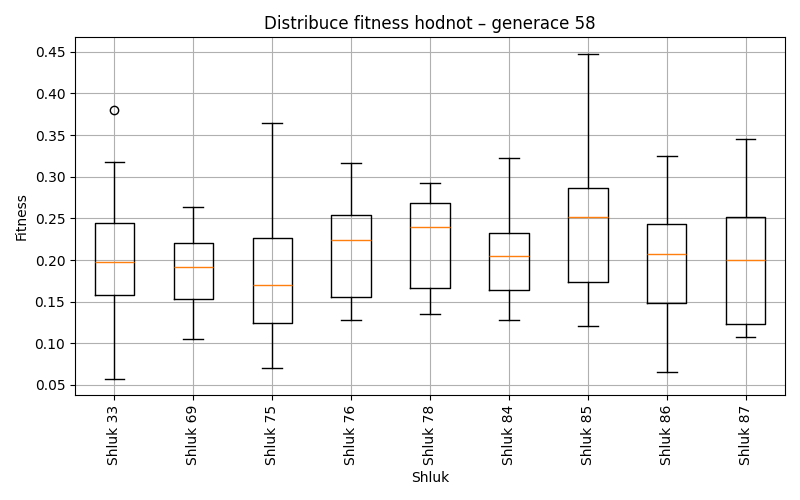 Distribuce fitness hodnot – generace 58
Fitness
0.45
0.40
0.35
0.30
0.25
0.20
0.15
0.10
0.05
Shluk 33
Shluk 69
Shluk 75
Shluk 76
Shluk 78
Shluk 84
Shluk 85
Shluk 86
Shluk 87
Shluk